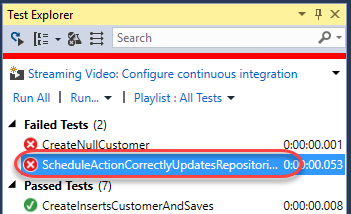 Test Explorer
Search
Streaming Video: Configure continuous integration
Run All | Run... | Playlist : All Tests
Failed Tests (2)
CreateNullCustomer 0:00:00.001
ScheduleActionCorrectlyUpdatesRepositori... 0:00:00.053
Passed Tests (7)
CreateInsertsCustomerAndSaves 0:00:00.008